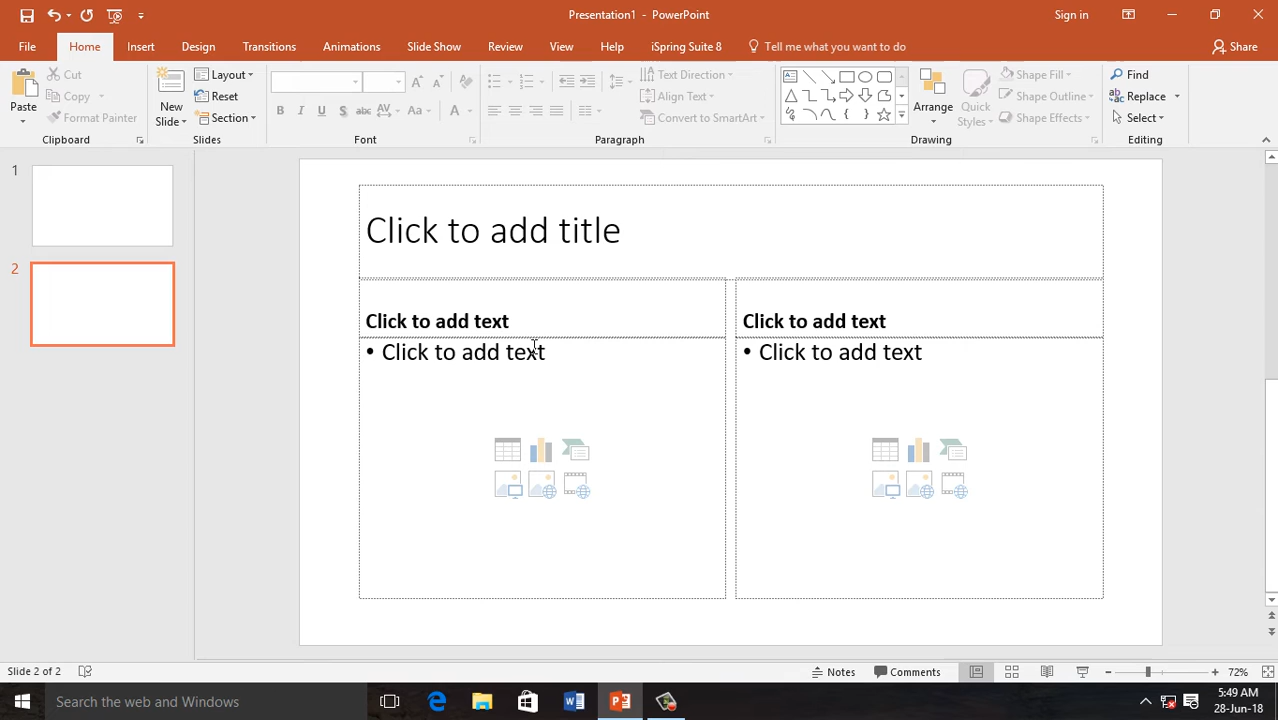 Presentation1 - PowerPoint
Sign in
File Home Insert Design Transitions Animations Slide Show Review View Help iSpring Suite 8 Tell me what you want to do Share
Paste
Cut
Copy
Format Painter
Clipboard
New Slide
Layout
Reset
Section
Slides
B I U S abc AV Aa A
Font
Text Direction
Align Text
Convert to SmartArt
Paragraph
Arrange
Quick Styles
Shape Fill
Shape Outline
Shape Effects
Drawing
Find
Replace
Select
Editing
1
2
Click to add title
Click to add text
• Click to add text
Click to add text
• Click to add text
Slide 2 of 2
Notes
Comments
72%
Search the web and Windows
5:49 AM
28-Jun-18